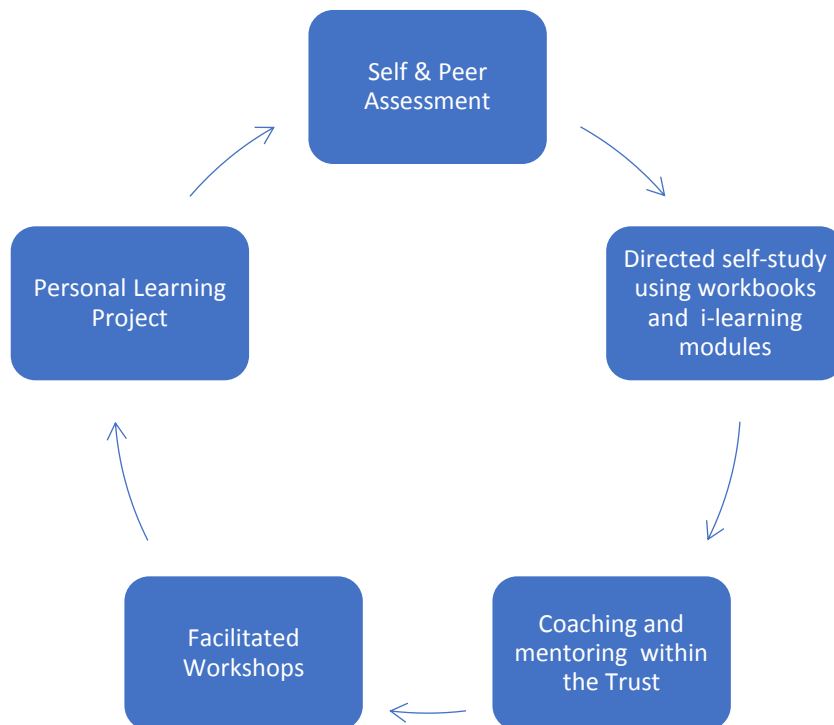 Self & Peer
Assessment
Directed self-study
using workbooks
and  i-learning
modules
Coaching and
mentoring  within
the Trust
Facilitated
Workshops
Personal Learning
Project